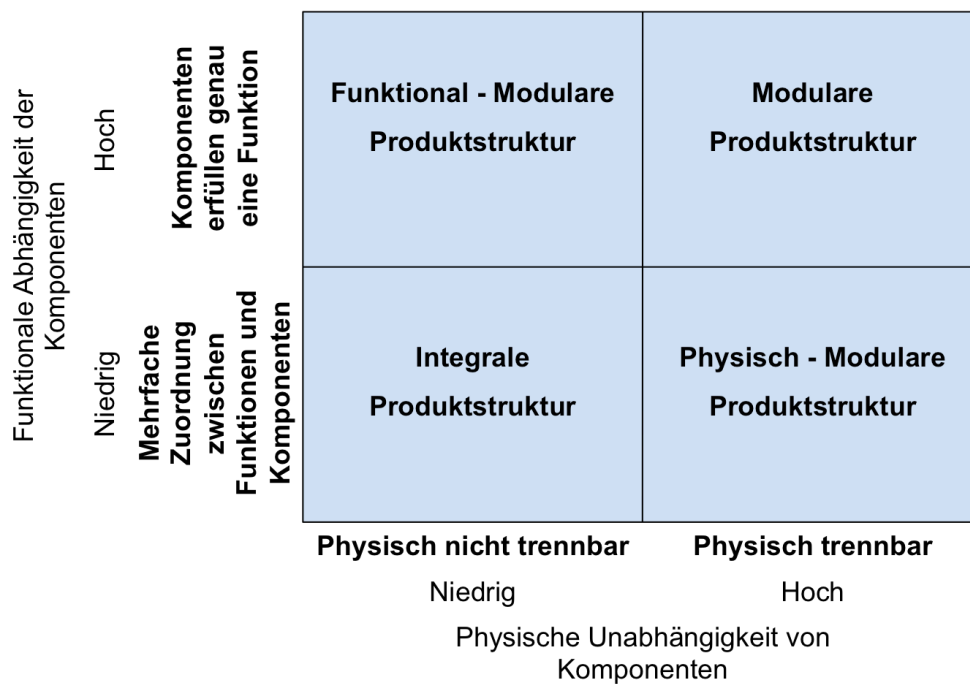 Funktionale Abhängigkeit der
Komponenten
Hoch
Komponenten
erfüllen genau
eine Funktion
Funktional - Modulare
Produktstruktur
Modulare
Produktstruktur
Niedrig
Mehrfache
Zuordnung
zwischen
Funktionen und
Komponenten
Integrale
Produktstruktur
Physisch - Modulare
Produktstruktur
Physisch nicht trennbar
Physisch trennbar
Niedrig
Hoch
Physische Unabhängigkeit von
Komponenten